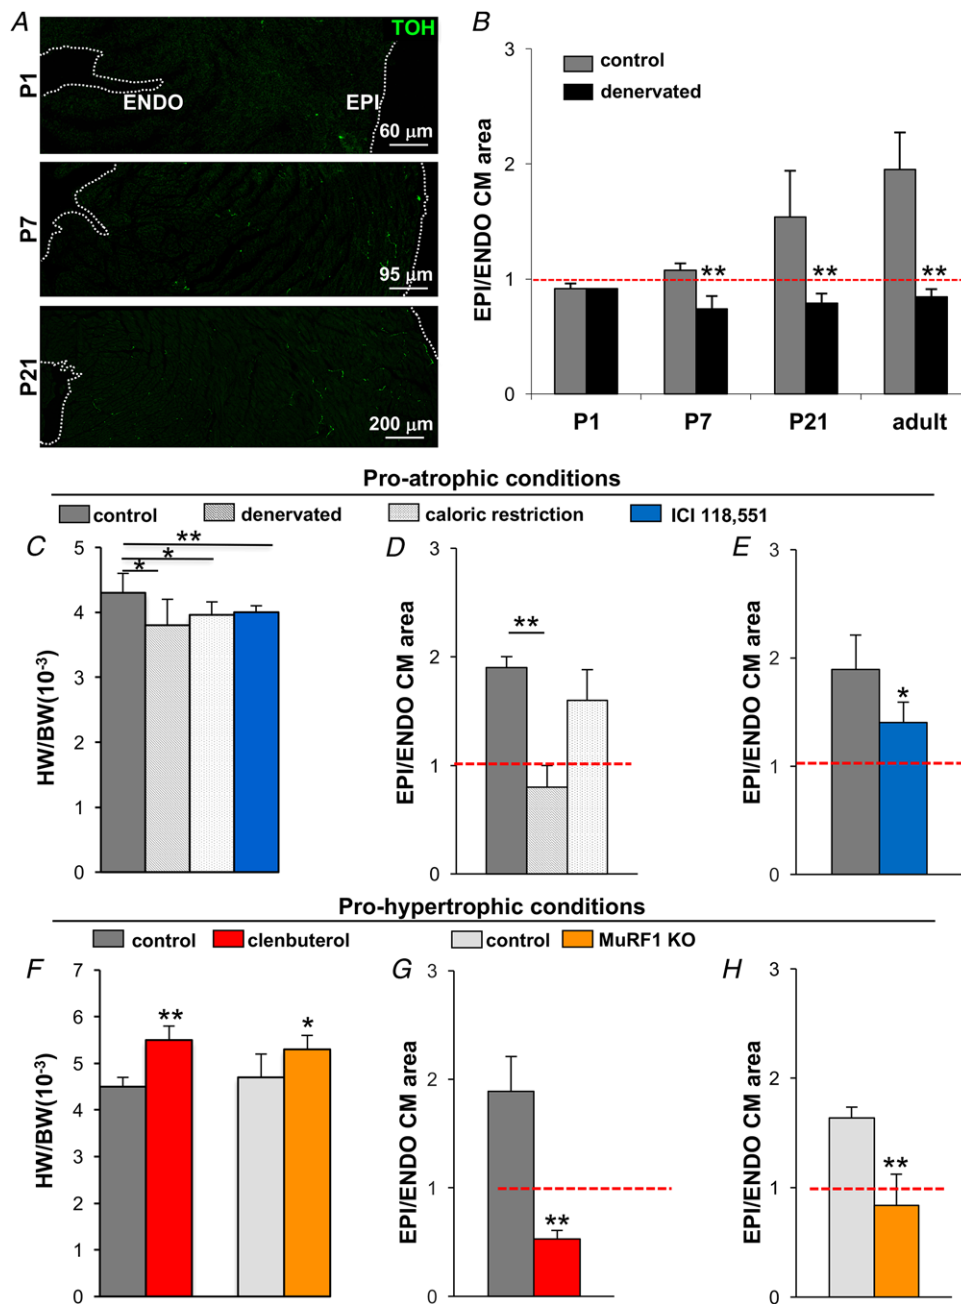 A
TOH
P1
ENDO
EPI
60 µm
P7
95 µm
P21
200 µm
B
EPI/ENDO CM area
3
2
1
0
control
denervated
**
**
**
P1 P7 P21 adult
Pro-atrophic conditions
control denervated caloric restriction ICI 118,551
C
HW/BW(10-3)
5
4
3
2
1
0
**
*
*
D
EPI/ENDO CM area
3
2
1
0
**
E
EPI/ENDO CM area
3
2
1
0
*
Pro-hypertrophic conditions
control clenbuterol control MuRF1 KO
F
HW/BW(10-3)
7
6
5
4
3
2
1
0
**
*
G
EPI/ENDO CM area
3
2
1
0
**
H
EPI/ENDO CM area
3
2
1
0
**